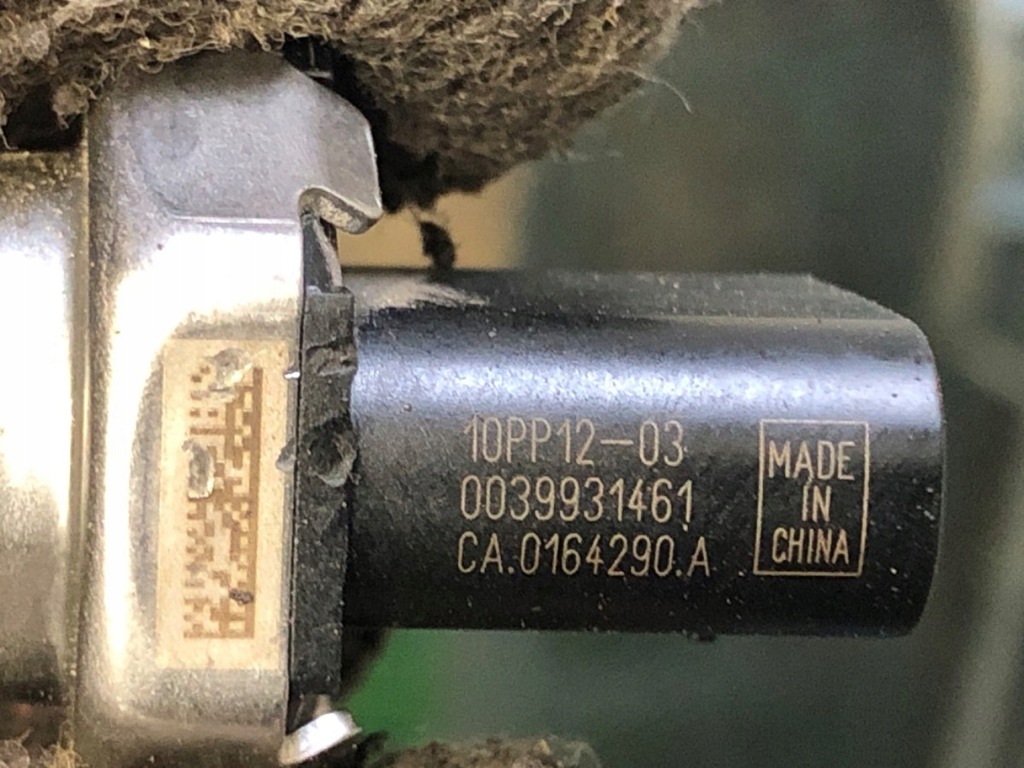 10PP12-03
0039931461
CA.0164290.A
MADE
IN
CHINA